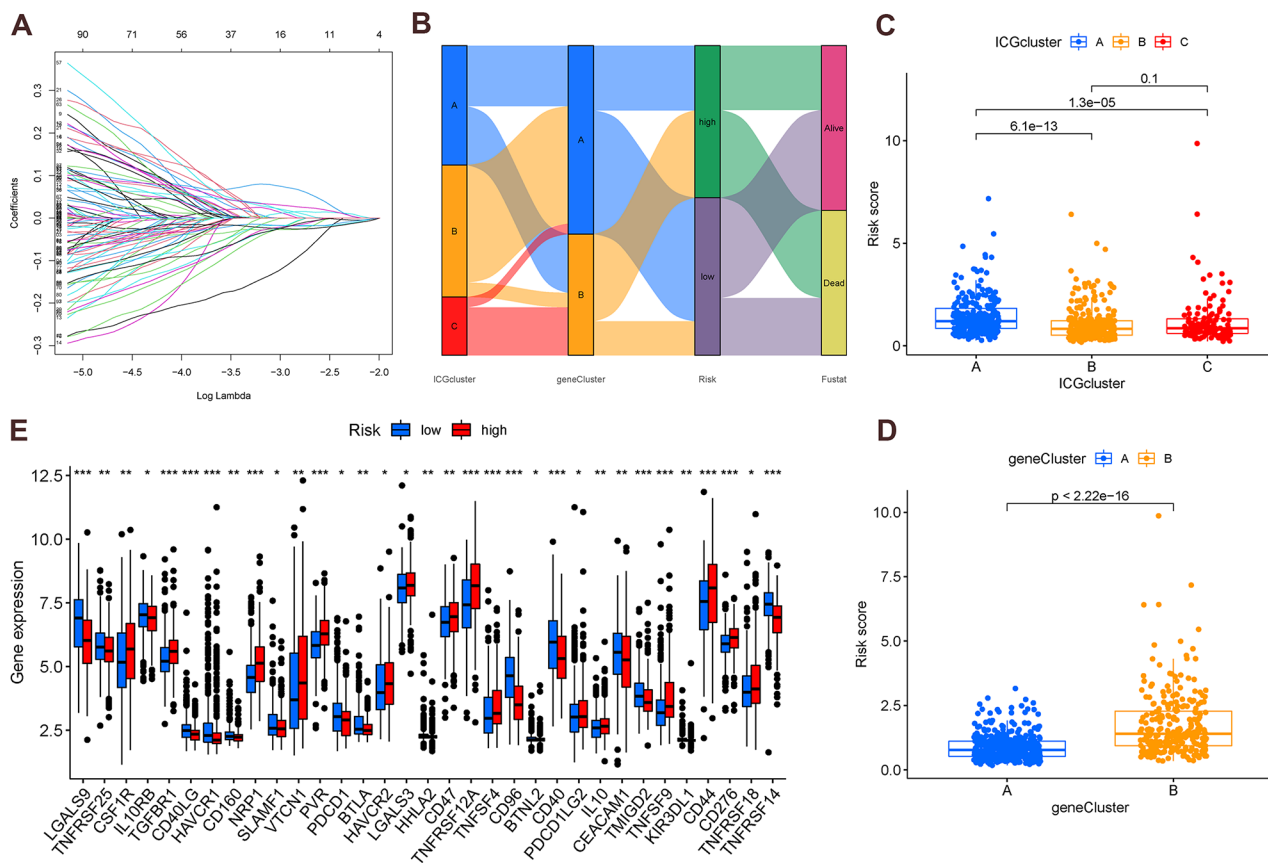 A
90 71 56 37 16 11 4
57
21
0.3
0.2
0.1
0.0
−0.1
−0.2
−0.3
14
Coefficients
−5.0 −4.5 −4.0 −3.5 −3.0 −2.5 −2.0
Log Lambda
B
A
B
C
A
B
high
low
Alive
Dead
ICGcluster geneCluster Risk Fustat
C
ICGcluster A B C
0.1
1.3e−05
6.1e−13
10
5
0
Risk score
A B C
ICGcluster
E
Risk low high
*** ** ** * *** *** *** ** *** * ** *** * ** * * ** ** *** *** *** * *** * ** ** *** *** ** *** *** * ***
12.5
10.0
7.5
5.0
2.5
Gene expression
LGALS9
TNFRSF25
CSF1R
IL10RB
TGFBR1
CD40LG
HAVCR1
CD160
NRP1
SLAMF1
VTCN1
PVR
PDCD1
BTLA
HAVCR2
LGALS3
HHLA2
CD47
TNFRSF12A
TNFSF4
CD96
BTNL2
CD40
PDCD1LG2
IL10
CEACAM1
TMIGD2
TNFSF9
KIR3DL1
CD44
CD276
TNFRSF18
TNFRSF14
D
geneCluster A B
p < 2.22e−16
10.0
7.5
5.0
2.5
0.0
Risk score
A B
geneCluster